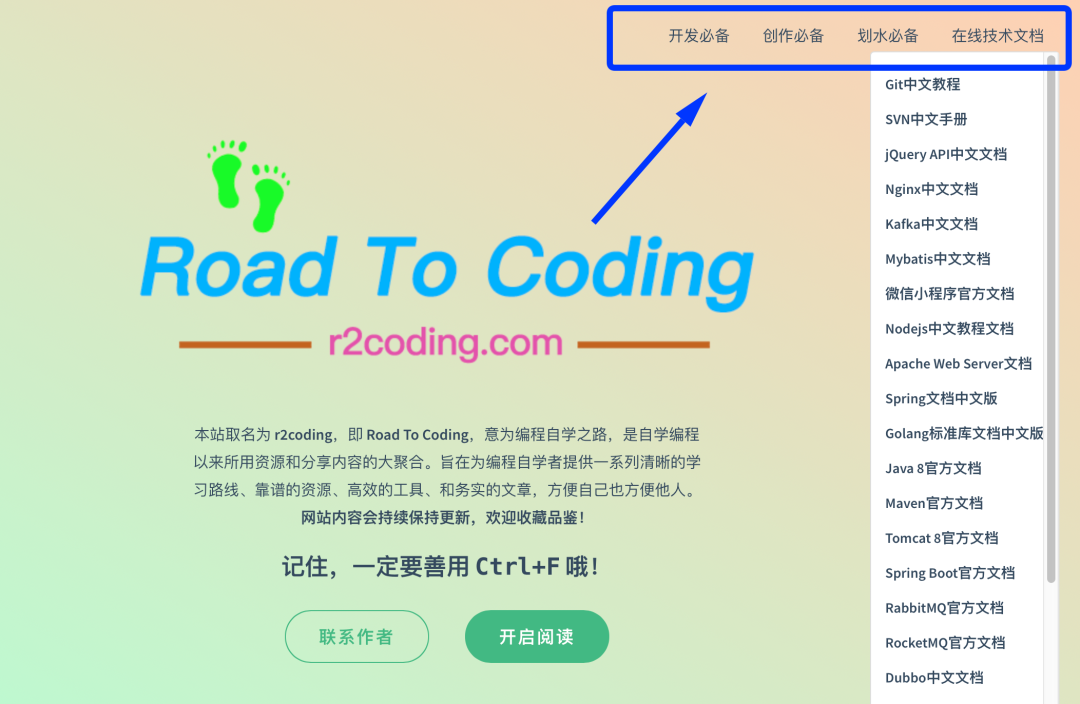 开发必备 创作必备 划水必备 在线技术文档
Git中文教程
SVN中文手册
jQuery API中文文档
Nginx中文文档
Kafka中文文档
Mybatis中文文档
微信小程序官方文档
Nodejs中文教程文档
Apache Web Server文档
Spring文档中文版
Golang标准库文档中文版
Java 8官方文档
Maven官方文档
Tomcat 8官方文档
Spring Boot官方文档
RabbitMQ官方文档
RocketMQ官方文档
Dubbo中文文档
Road To Coding
r2coding.com
本站取名为 r2coding，即 Road To Coding，意为编程自学之路，是自学编程
以来所用资源和分享内容的大聚合。旨在为编程自学者提供一系列清晰的学
习路线、靠谱的资源、高效的工具、和务实的文章，方便自己也方便他人。
网站内容会持续保持更新，欢迎收藏品鉴！
记住，一定要善用 Ctrl+F 哦！
联系作者 开启阅读